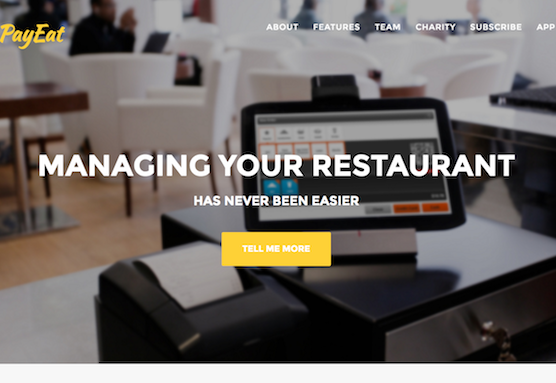 PayEat
ABOUT FEATURES TEAM CHARITY SUBSCRIBE APP
MANAGING YOUR RESTAURANT
HAS NEVER BEEN EASIER
TELL ME MORE